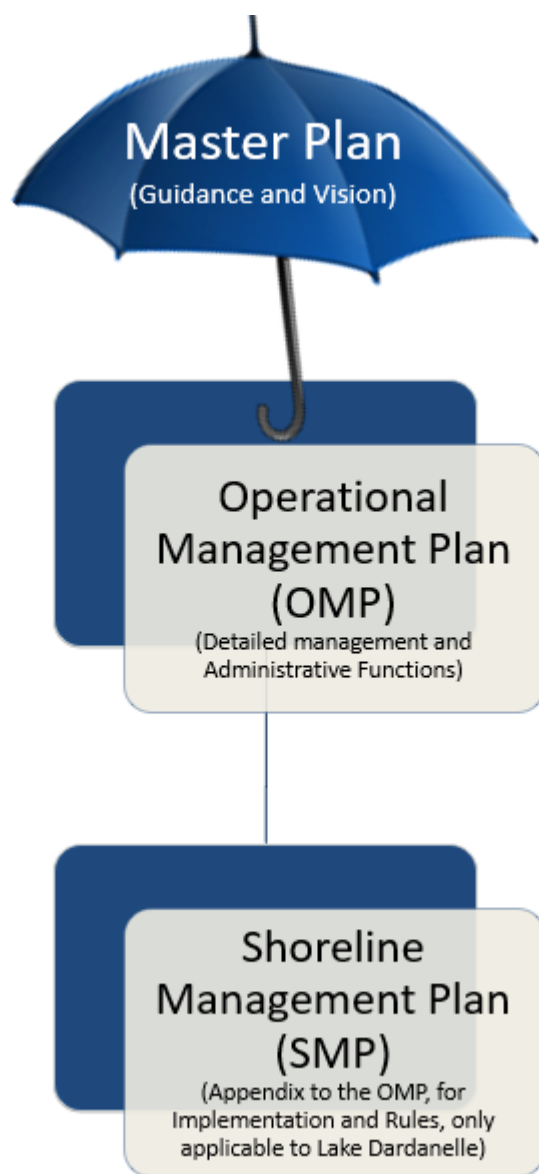 Master Plan
(Guidance and Vision)
Operational
Management Plan
(OMP)
(Detailed management and
Administrative Functions)
Shoreline
Management Plan
(SMP)
(Appendix to the OMP, for
Implementation and Rules, only
applicable to Lake Dardanelle)